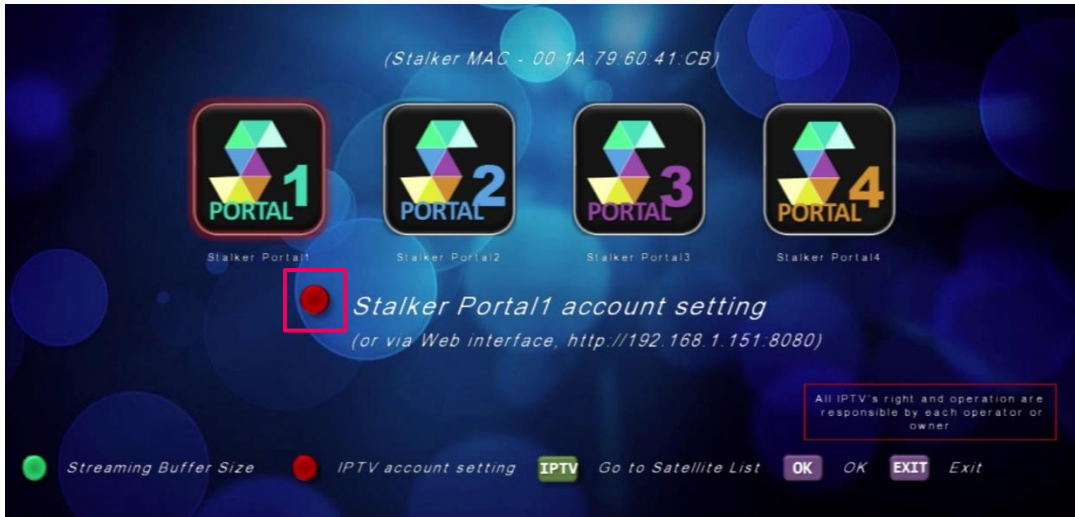 (Stalker MAC - 00:1A:79:60:41:CB)
1 PORTAL
2 PORTAL
3 PORTAL
4 PORTAL
Stalker Portal1
Stalker Portal2
Stalker Portal3
Stalker Portal4
Stalker Portal1 account setting
(or via Web interface, http://192.168.1.151:8080)
All IPTV's right and operation are
responsible by each operator or
owner
Streaming Buffer Size
IPTV account setting
IPTV Go to Satellite List
OK OK
EXIT Exit